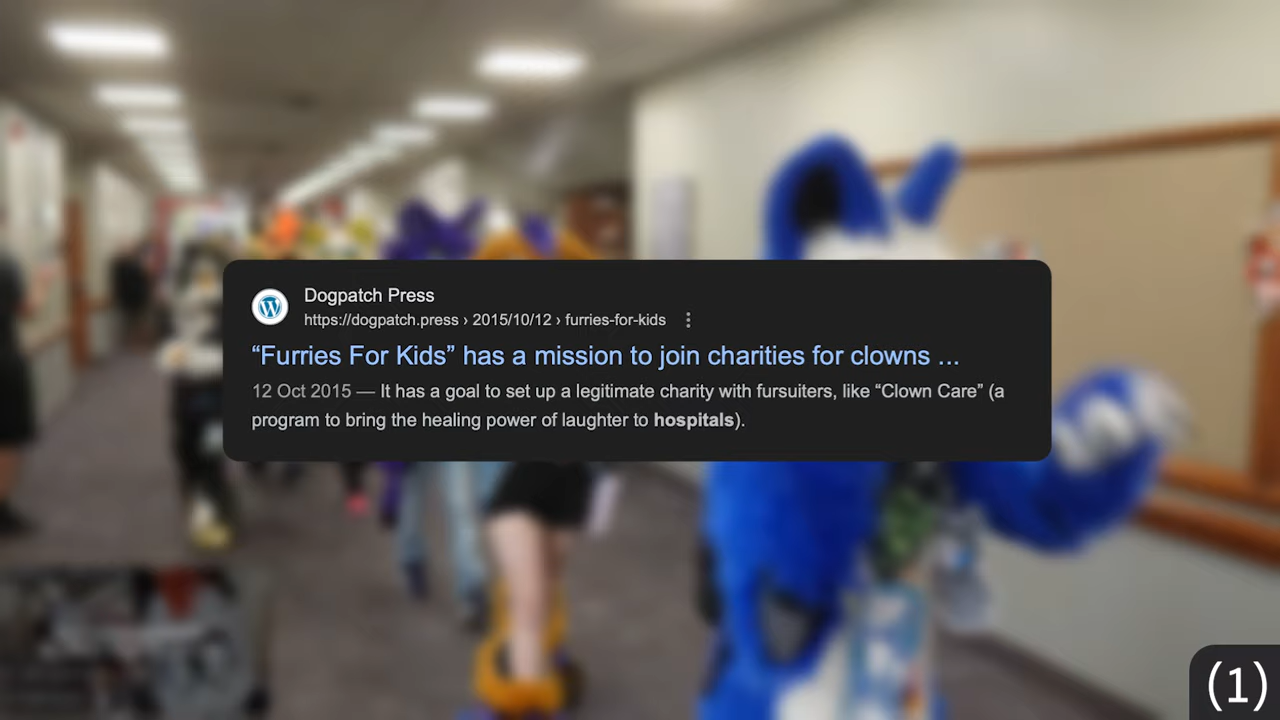 Dogpatch Press
https://dogpatch.press › 2015/10/12 › furries-for-kids
“Furries For Kids” has a mission to join charities for clowns ...
12 Oct 2015 — It has a goal to set up a legitimate charity with fursuiters, like “Clown Care” (a
program to bring the healing power of laughter to hospitals).
(1)